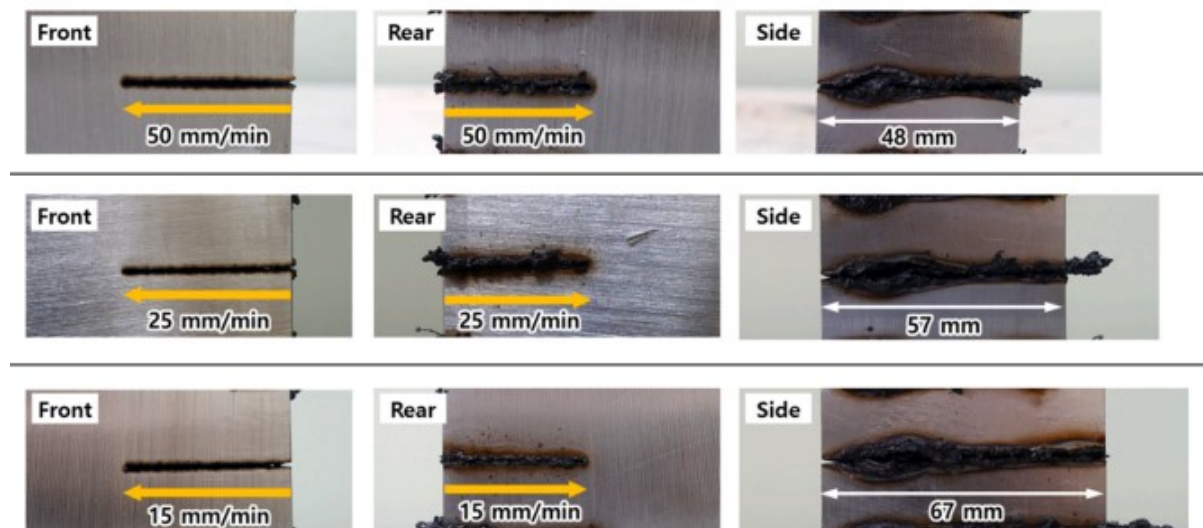 Front
Rear
Side
50 mm/min
50 mm/min
48 mm
Front
Rear
Side
25 mm/min
25 mm/min
57 mm
Front
Rear
Side
15 mm/min
15 mm/min
67 mm